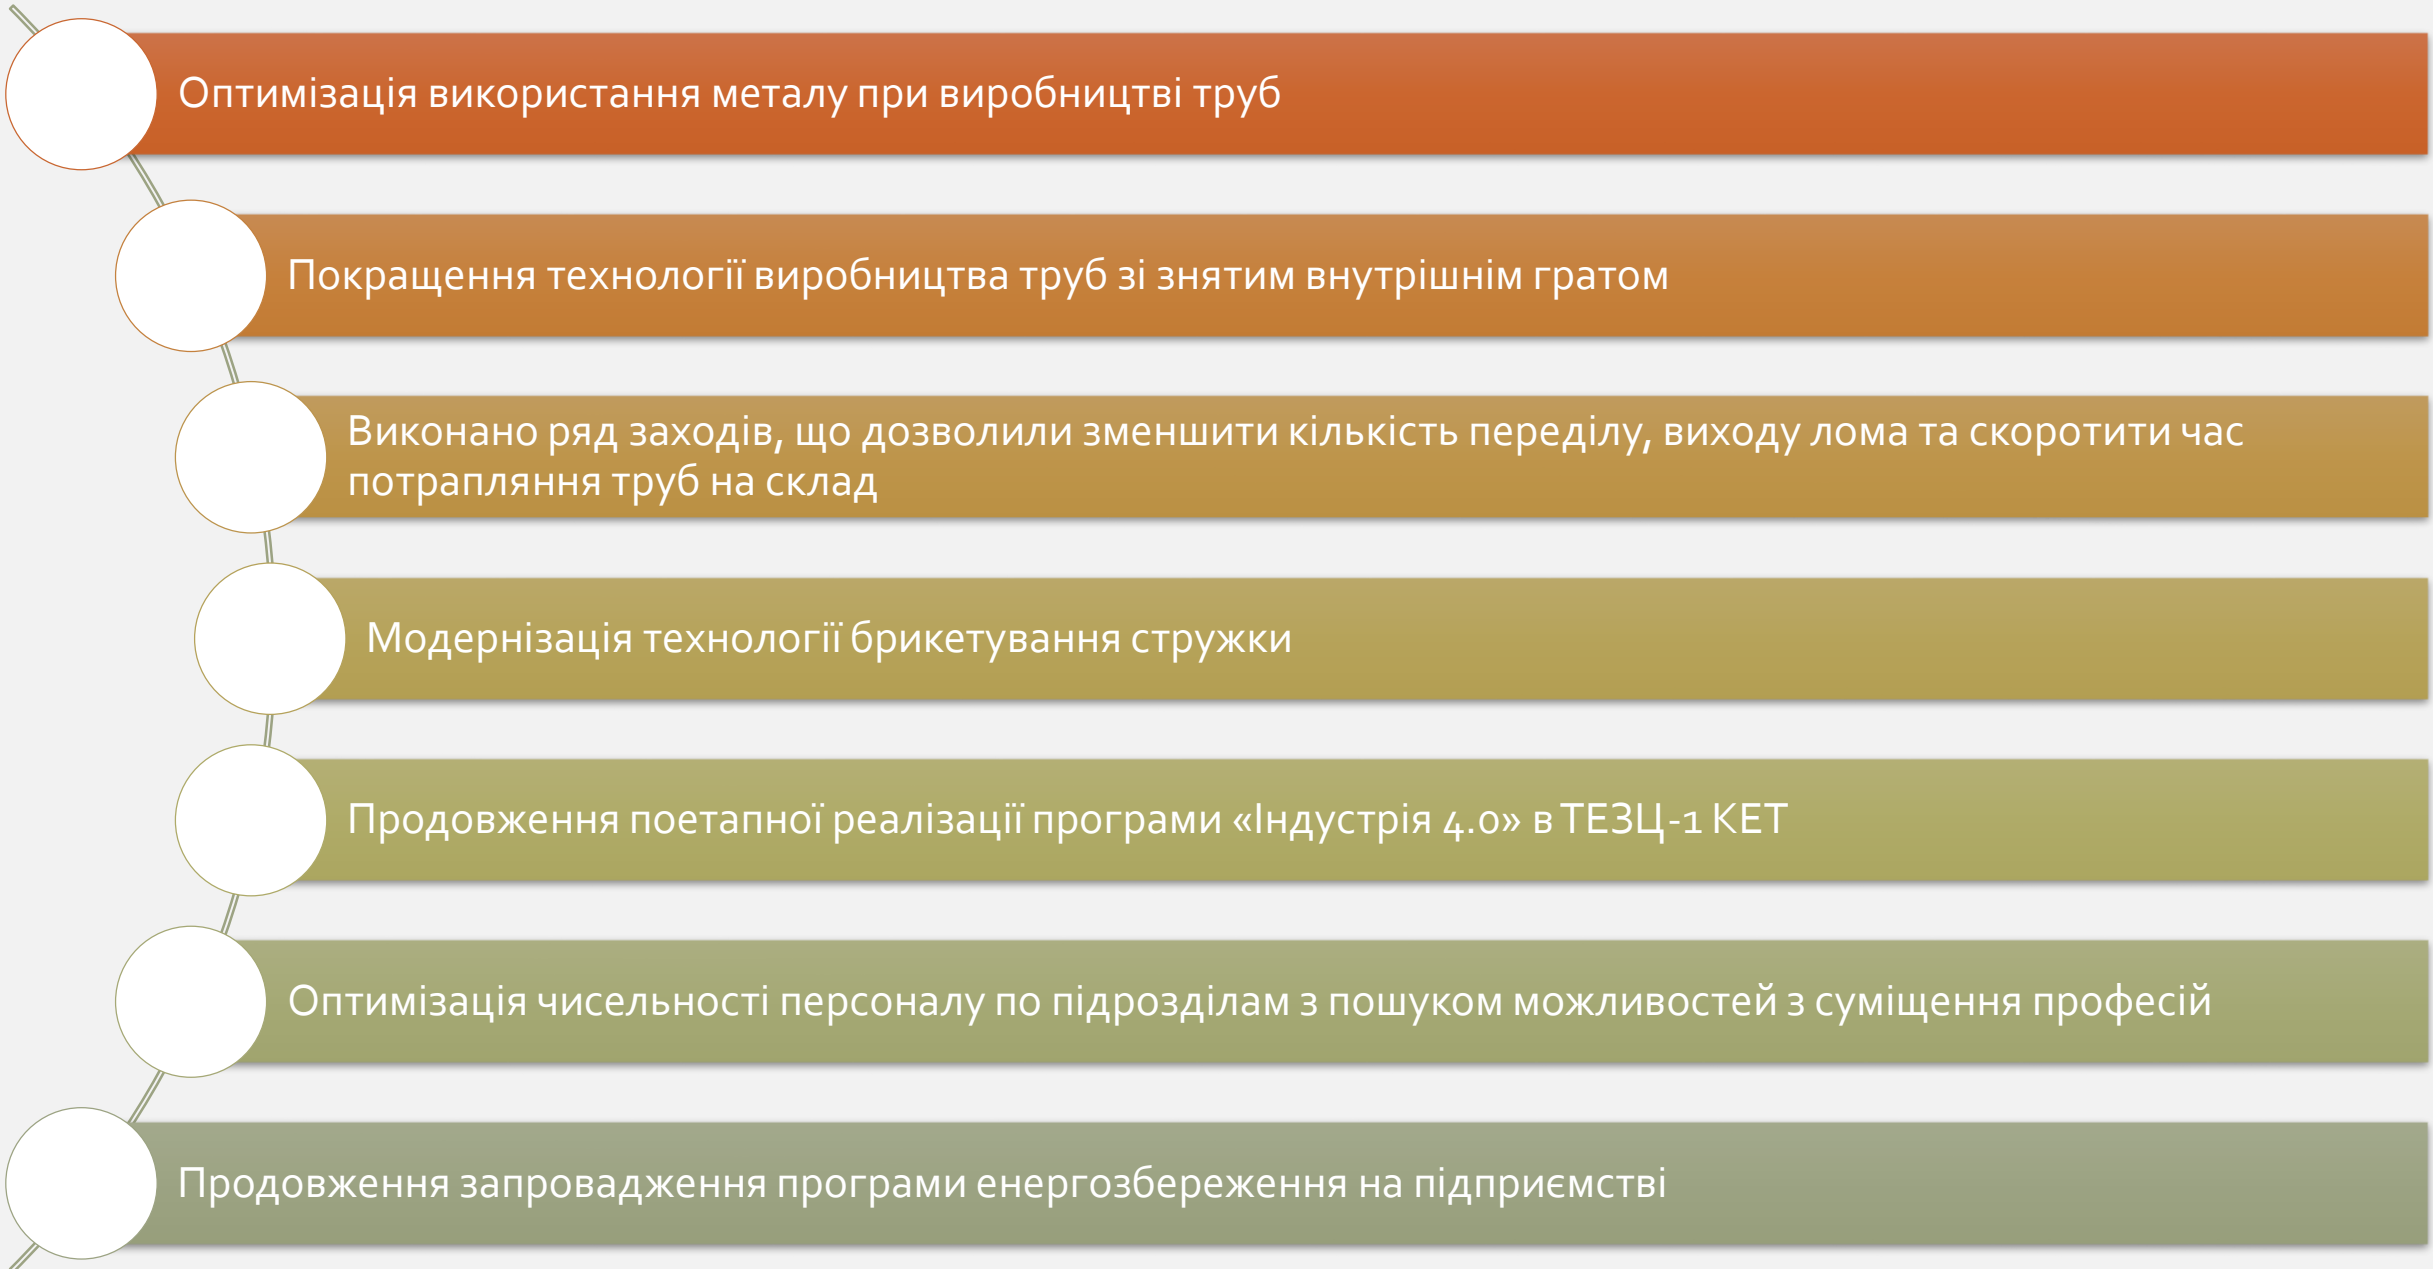 Оптимізація використання металу при виробництві труб
Покращення технології виробництва труб зі знятим внутрішнім гратом
Виконано ряд заходів, що дозволили зменшити кількість переділу, виходу лома та скоротити час
потрапляння труб на склад
Модернізація технології брикетування стружки
Продовження поетапної реалізації програми «Індустрія 4.0» в ТЕЗЦ-1 КЕТ
Оптимізація чисельності персоналу по підрозділам з пошуком можливостей з суміщення професій
Продовження запровадження програми енергозбереження на підприємстві